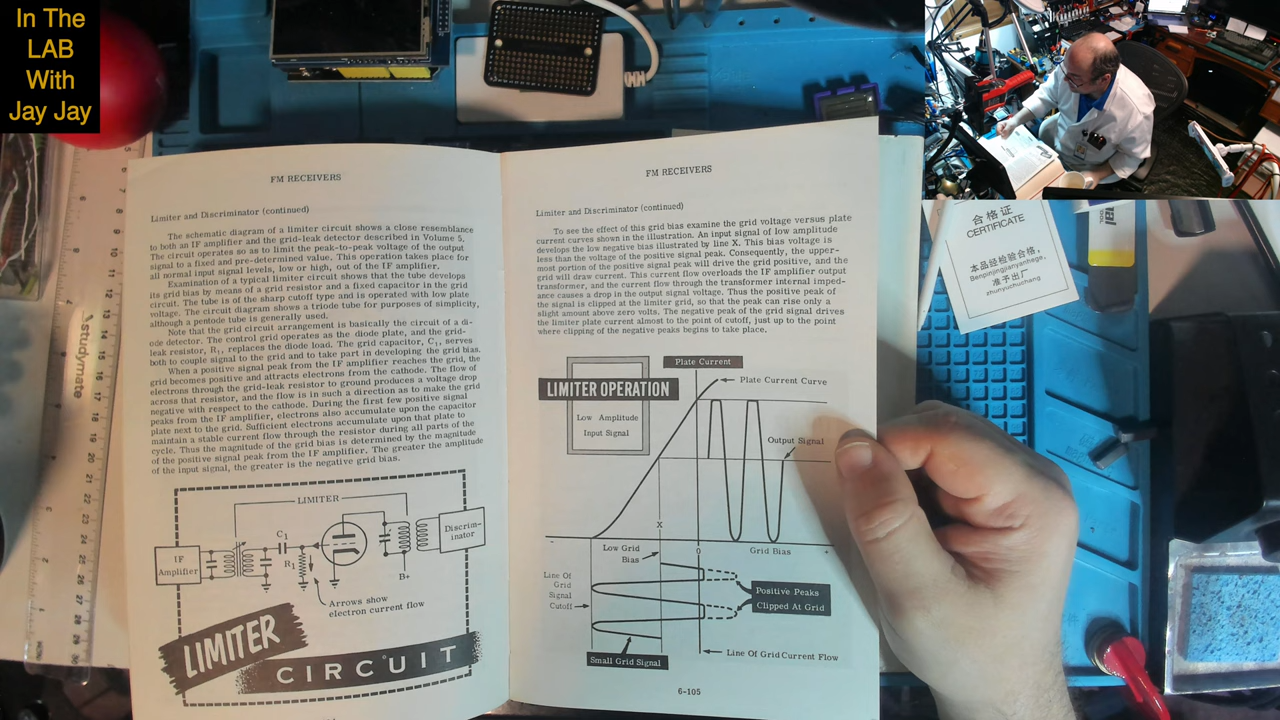 In The
LAB
With
Jay Jay
FM RECEIVERS
Limiter and Discriminator (continued)
The schematic diagram of a limiter circuit shows a close resemblance
to both an IF amplifier and the grid-leak detector described in Volume 5.
The circuit operates so as to limit the peak-to-peak voltage of the output
signal to a fixed and pre-determined value. This operation takes place for
all normal input signal levels, low or high, out of the IF amplifier.
Examination of a typical limiter circuit shows that the tube develops
its grid bias by means of a grid resistor and a fixed capacitor in the grid
circuit. The tube is of the sharp cutoff type and is operated with low plate
voltage. The circuit diagram shows a triode tube for purposes of simplicity,
although a pentode tube is generally used.
Note that the grid circuit arrangement is basically the circuit of a di-
ode detector. The control grid operates as the diode plate, and the grid-
leak resistor, R1, replaces the diode load. The grid capacitor, C1, serves
both to couple signal to the grid and to take part in developing the grid bias.
When a positive signal peak from the IF amplifier reaches the grid, the
grid becomes positive and attracts electrons from the cathode. The flow of
electrons through the grid-leak resistor to ground produces a voltage drop
across that resistor, and the flow is in such a direction as to make the grid
negative with respect to the cathode. During the first few positive signal
peaks from the IF amplifier, electrons also accumulate upon the capacitor
plate next to the grid. Sufficient electrons accumulate upon that plate to
maintain a stable current flow through the resistor during all parts of the
cycle. Thus the magnitude of the grid bias is determined by the magnitude
of the positive signal peak from the IF amplifier. The greater the amplitude
of the input signal, the greater is the negative grid bias.
LIMITER
IF
Amplifier
C1
R1
B+
Discrim-
inator
Arrows show
electron current flow
LIMITER
CIRCUIT
FM RECEIVERS
Limiter and Discriminator (continued)
To see the effect of this grid bias examine the grid voltage versus plate
current curves shown in the illustration. An input signal of low amplitude
develops the low negative bias illustrated by line X. This bias voltage is
less than the voltage of the positive signal peak. Consequently, the upper-
most portion of the positive signal peak will drive the grid positive, and the
grid will draw current. This signal current flow overloads the IF amplifier output
transformer, and the current flow through the transformer internal imped-
ance causes a drop in the output signal voltage. Thus the positive peak of
the signal is clipped at the limiter grid, so that the peak can rise only a
slight amount above zero volts. The negative peak of the grid signal drives
the limiter plate current almost to the point of cutoff, just up to the point
where clipping of the negative peaks begins to take place.
Plate Current
LIMITER OPERATION
Low Amplitude
Input Signal
Plate Current Curve
Output Signal
X
- 0 Grid Bias +
Low Grid
Bias
Line Of
Grid
Signal
Cutoff
Positive Peaks
Clipped At Grid
Small Grid Signal
Line Of Grid Current Flow
6-105
合格证
CERTIFICATE
本品经检验合格，
Benpinjingjianyanhege,
准予出厂
zhunyuchuchang
studymate